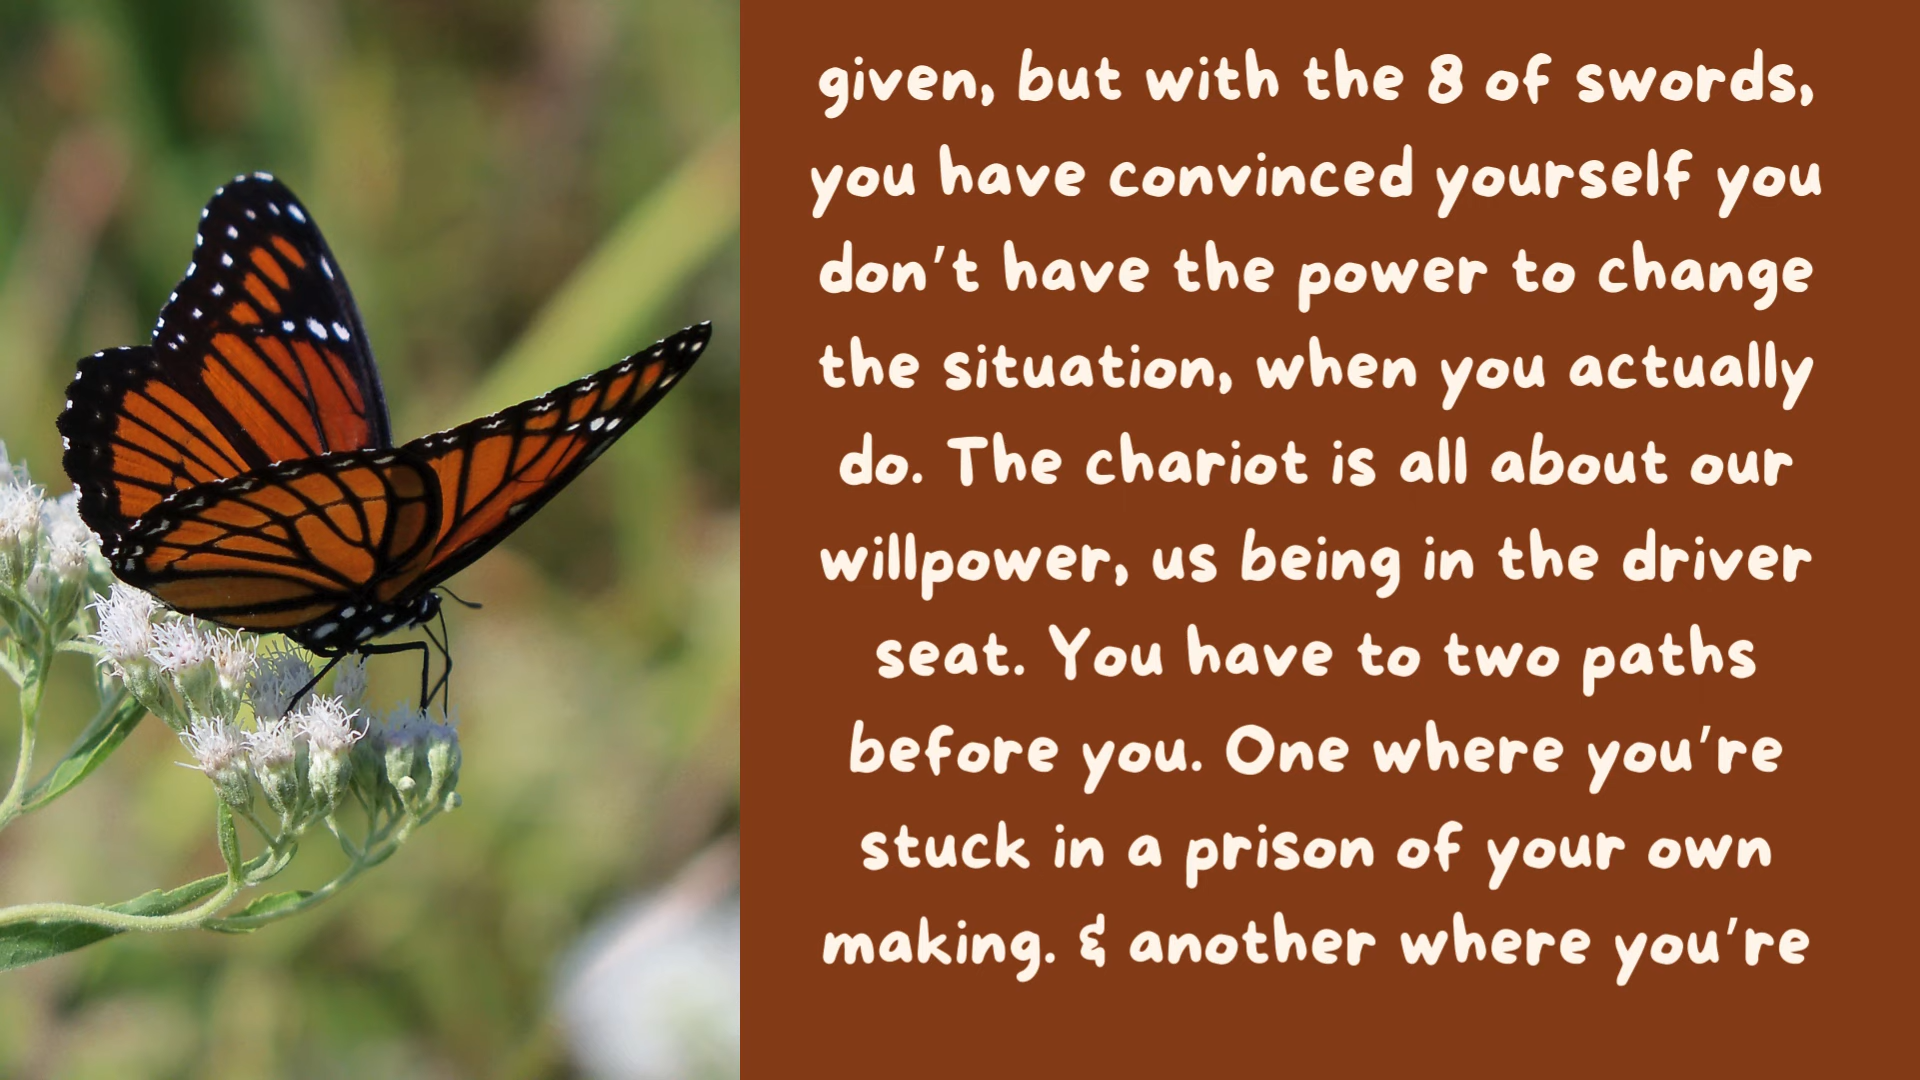 given, but with the 8 of swords,
you have convinced yourself you
don't have the power to change
the situation, when you actually
do. The chariot is all about our
willpower, us being in the driver
seat. You have to two paths
before you. One where you're
stuck in a prison of your own
making. & another where you're